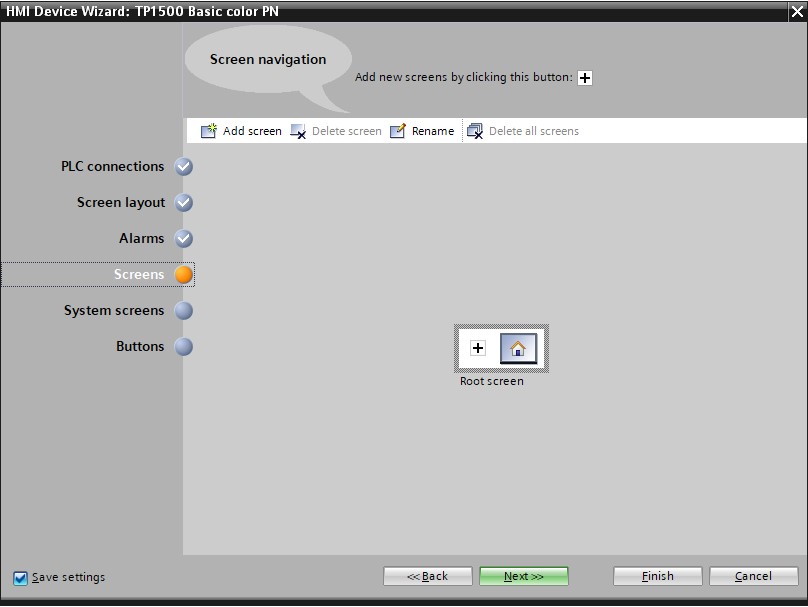 HMI Device Wizard: TP1500 Basic color PN
Screen navigation
Add new screens by clicking this button:
Add screen Delete screen Rename Delete all screens
PLC connections
Screen layout
Alarms
Screens
System screens
Buttons
Root screen
Save settings
<< Back Next >> Finish Cancel